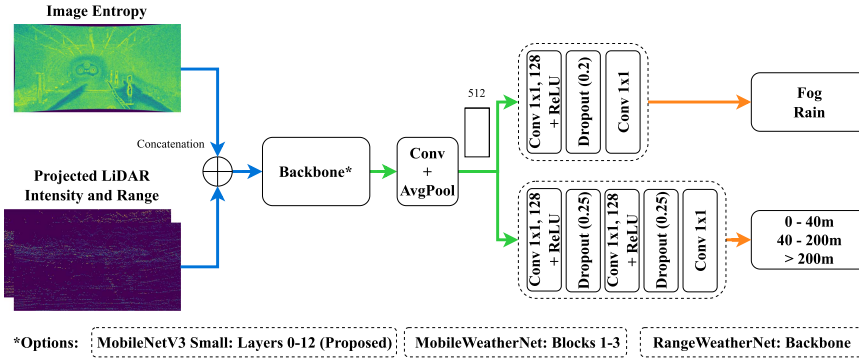 Image Entropy
Concatenation
Projected LiDAR
Intensity and Range
Backbone*
Conv
+
AvgPool
512
Conv 1x1, 128
+ ReLU
Dropout (0.2)
Conv 1x1
Fog
Rain
Conv 1x1, 128
+ ReLU
Dropout (0.25)
Conv 1x1, 128
+ ReLU
Dropout (0.25)
Conv 1x1
0 - 40m
40 - 200m
> 200m
*Options: MobileNetV3 Small: Layers 0-12 (Proposed) MobileWeatherNet: Blocks 1-3 RangeWeatherNet: Backbone